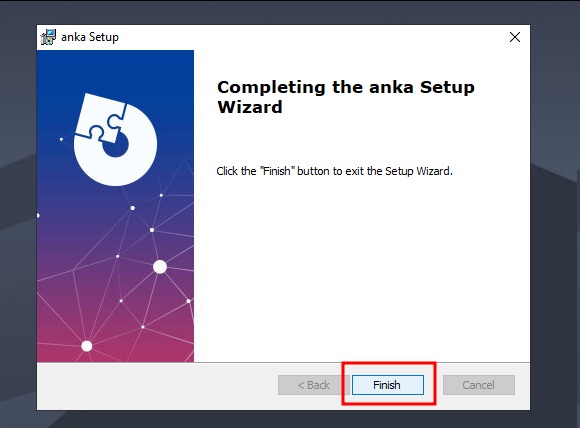 anka Setup
Completing the anka Setup
Wizard
Click the "Finish" button to exit the Setup Wizard.
< Back
Finish
Cancel